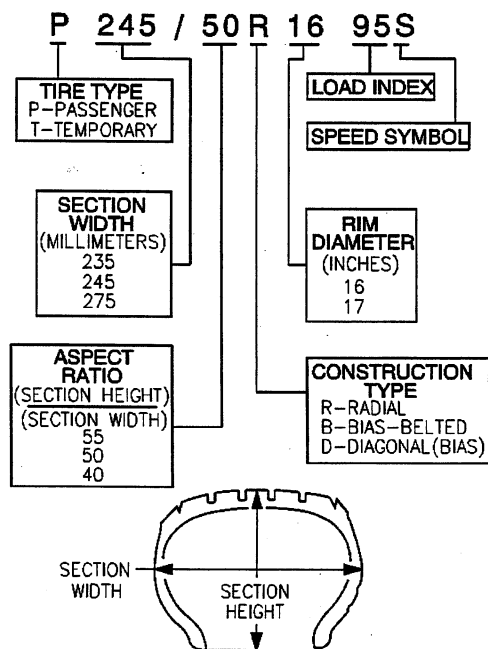 P 245 / 50 R 16 95S
TIRE TYPE
P-PASSENGER
T-TEMPORARY
LOAD INDEX
SPEED SYMBOL
SECTION
WIDTH
(MILLIMETERS)
235
245
275
RIM
DIAMETER
(INCHES)
16
17
ASPECT
RATIO
(SECTION HEIGHT)
(SECTION WIDTH)
55
50
40
CONSTRUCTION
TYPE
R-RADIAL
B-BIAS-BELTED
D-DIAGONAL(BIAS)
SECTION
WIDTH
SECTION
HEIGHT